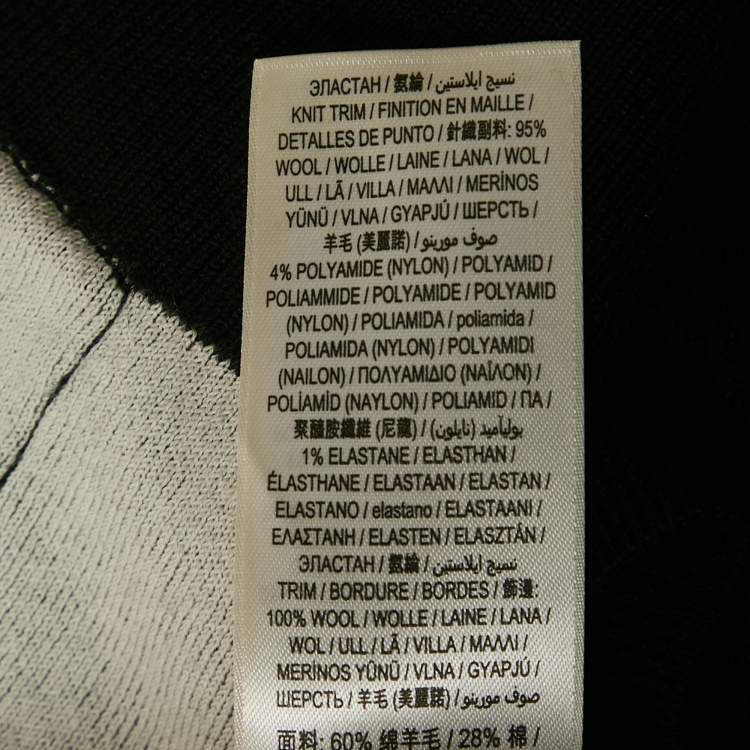 ЭЛАСТАН / 氨綸 / نسيج ايلاستين /
KNIT TRIM / FINITION EN MAILLE /
DETALLES DE PUNTO / 針織副料: 95%
WOOL / WOLLE / LAINE / LANA / WOL /
ULL / LÃ / VILLA / ΜΑΛΛΙ / MERİNOS
YÜNÜ / VLNA / GYAPJÚ / ШЕРСТЬ /
羊毛 (美麗諾) / صوف مورينو /
4% POLYAMIDE (NYLON) / POLYAMID /
POLIAMMIDE / POLYAMIDE / POLYAMID
(NYLON) / POLIAMIDA / poliamida /
POLIAMIDA (NYLON) / POLYAMIDI
(NAILON) / ΠΟΛΥΑΜΙΔΙΟ (ΝΑΪΛΟΝ) /
POLİAMİD (NAYLON) / POLIAMID / ПА /
聚醯胺纖維 (尼龍) / بوليآميد (نايلون) /
1% ELASTANE / ELASTHAN /
ÉLASTHANE / ELASTAAN / ELASTAN /
ELASTANO / elastano / ELASTAANI /
ΕΛΑΣΤΑΝΗ / ELASTEN / ELASZTÁN /
ЭЛАСТАН / 氨綸 / نسيج ايلاستين /
TRIM / BORDURE / BORDES / 飾邊:
100% WOOL / WOLLE / LAINE / LANA /
WOL / ULL / LÃ / VILLA / ΜΑΛΛΙ /
MERİNOS YÜNÜ / VLNA / GYAPJÚ /
ШЕРСТЬ / 羊毛 (美麗諾) / صوف مورينو /
面料: 60% 绵羊毛 / 28% 棉 /